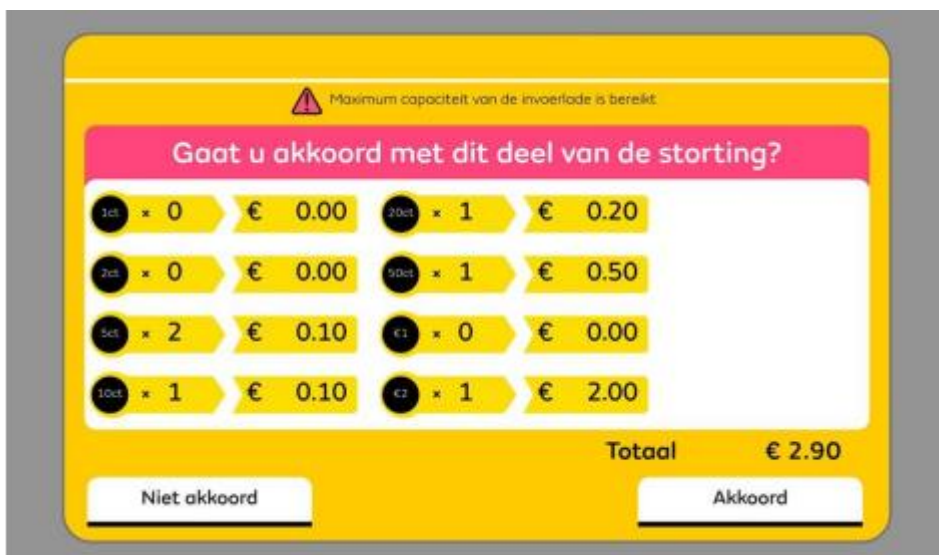 Maximum capaciteit van de invoerlade is bereikt
Gaat u akkoord met dit deel van de storting?
1ct × 0 € 0.00 20ct × 1 € 0.20
2ct × 0 € 0.00 50ct × 1 € 0.50
5ct × 2 € 0.10 €1 × 0 € 0.00
10ct × 1 € 0.10 €2 × 1 € 2.00
Totaal € 2.90
Niet akkoord Akkoord